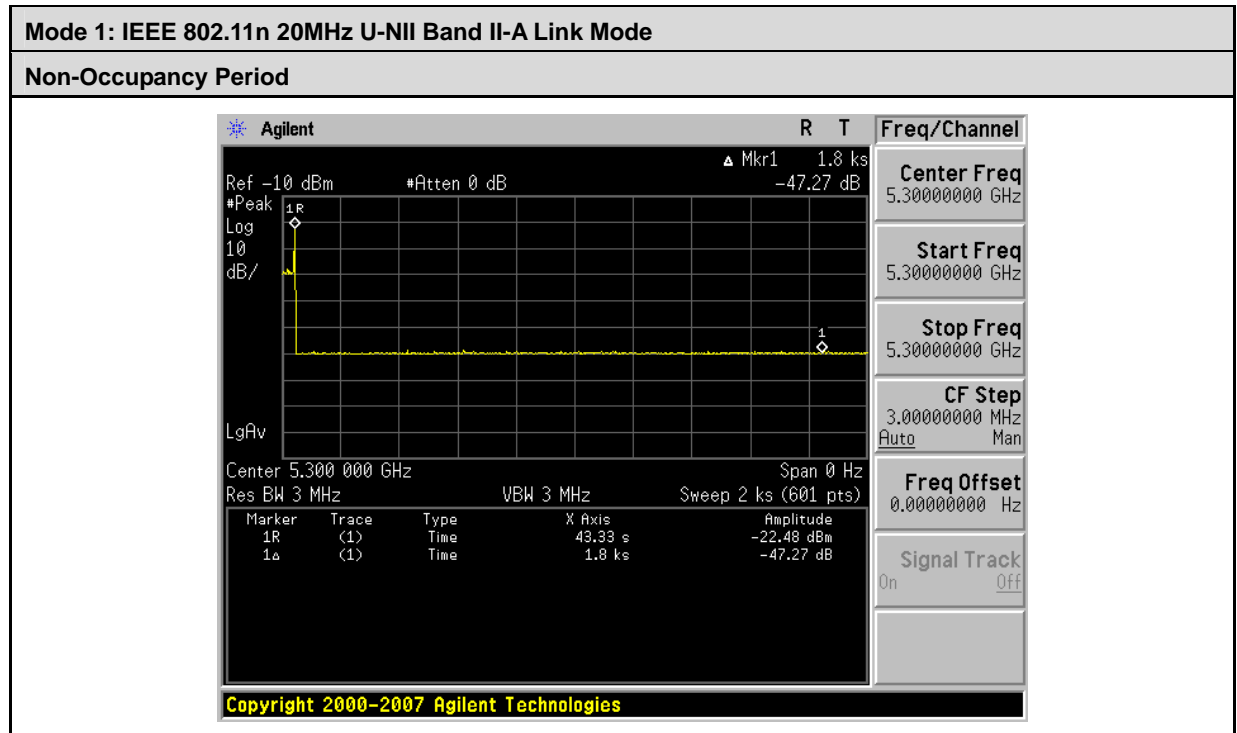 Mode 1: IEEE 802.11n 20MHz U-NII Band II-A Link Mode
Non-Occupancy Period
Agilent R T Freq/Channel
Δ Mkr1 1.8 ks
Ref -10 dBm #Atten 0 dB -47.27 dB
#Peak
Log
10
dB/
1R
1
LgAv
Center 5.300 000 GHz Span 0 Hz
Res BW 3 MHz VBW 3 MHz Sweep 2 ks (601 pts)
Marker Trace Type X Axis Amplitude
1R (1) Time 43.33 s -22.48 dBm
1Δ (1) Time 1.8 ks -47.27 dB
Center Freq
5.30000000 GHz
Start Freq
5.30000000 GHz
Stop Freq
5.30000000 GHz
CF Step
3.00000000 MHz
Auto Man
Freq Offset
0.00000000 Hz
Signal Track
On Off
Copyright 2000-2007 Agilent Technologies